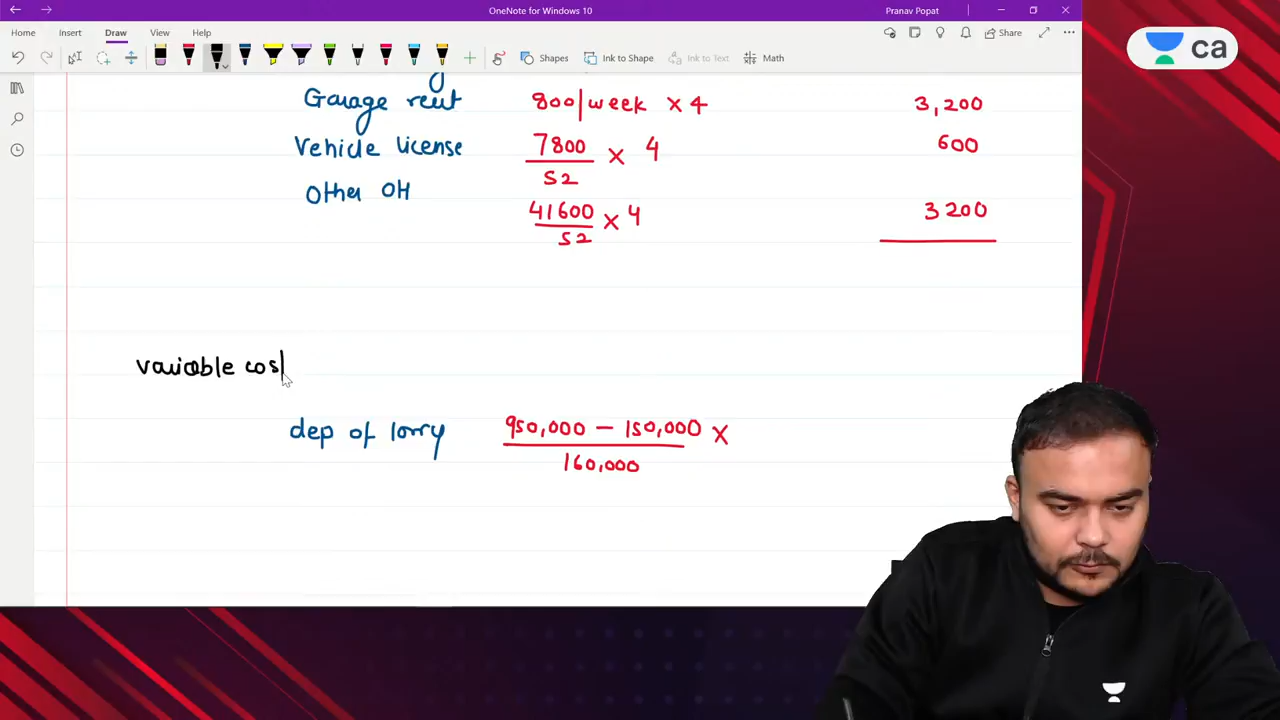 OneNote for Windows 10
Pranav Popat
Home Insert Draw View Help
Share
Shapes Ink to Shape Ink to Text Math
ca
Garage rent 800/week x 4 3,200
Vehicle license 7800/52 x 4 600
Other OH 41600/52 x 4 3200
variable cos
dep of lorry 950,000 - 150,000 x
160,000